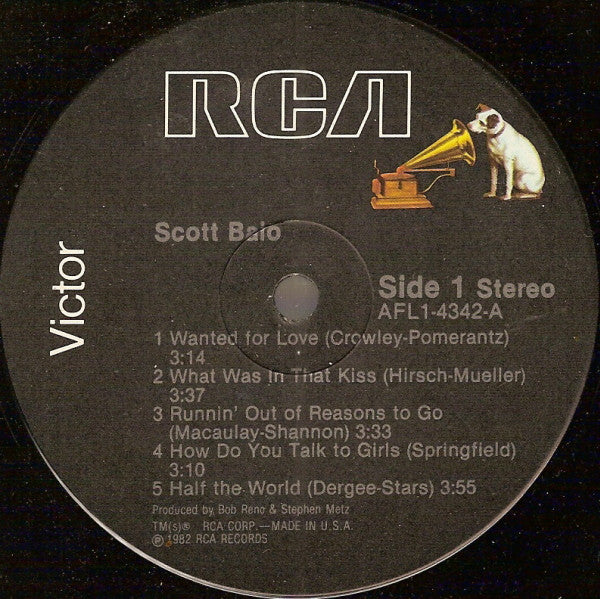 RCA
Victor
Scott Baio
Side 1 Stereo
AFL1-4342-A
1 Wanted for Love (Crowley-Pomerantz)
3:14
2 What Was In That Kiss (Hirsch-Mueller)
3:37
3 Runnin' Out of Reasons to Go
(Macaulay-Shannon) 3:33
4 How Do You Talk to Girls (Springfield)
3:10
5 Half the World (Dergee-Stars) 3:55
Produced by Bob Reno & Stephen Metz
TM(s)® RCA CORP.—MADE IN U.S.A.
℗ 1982 RCA RECORDS